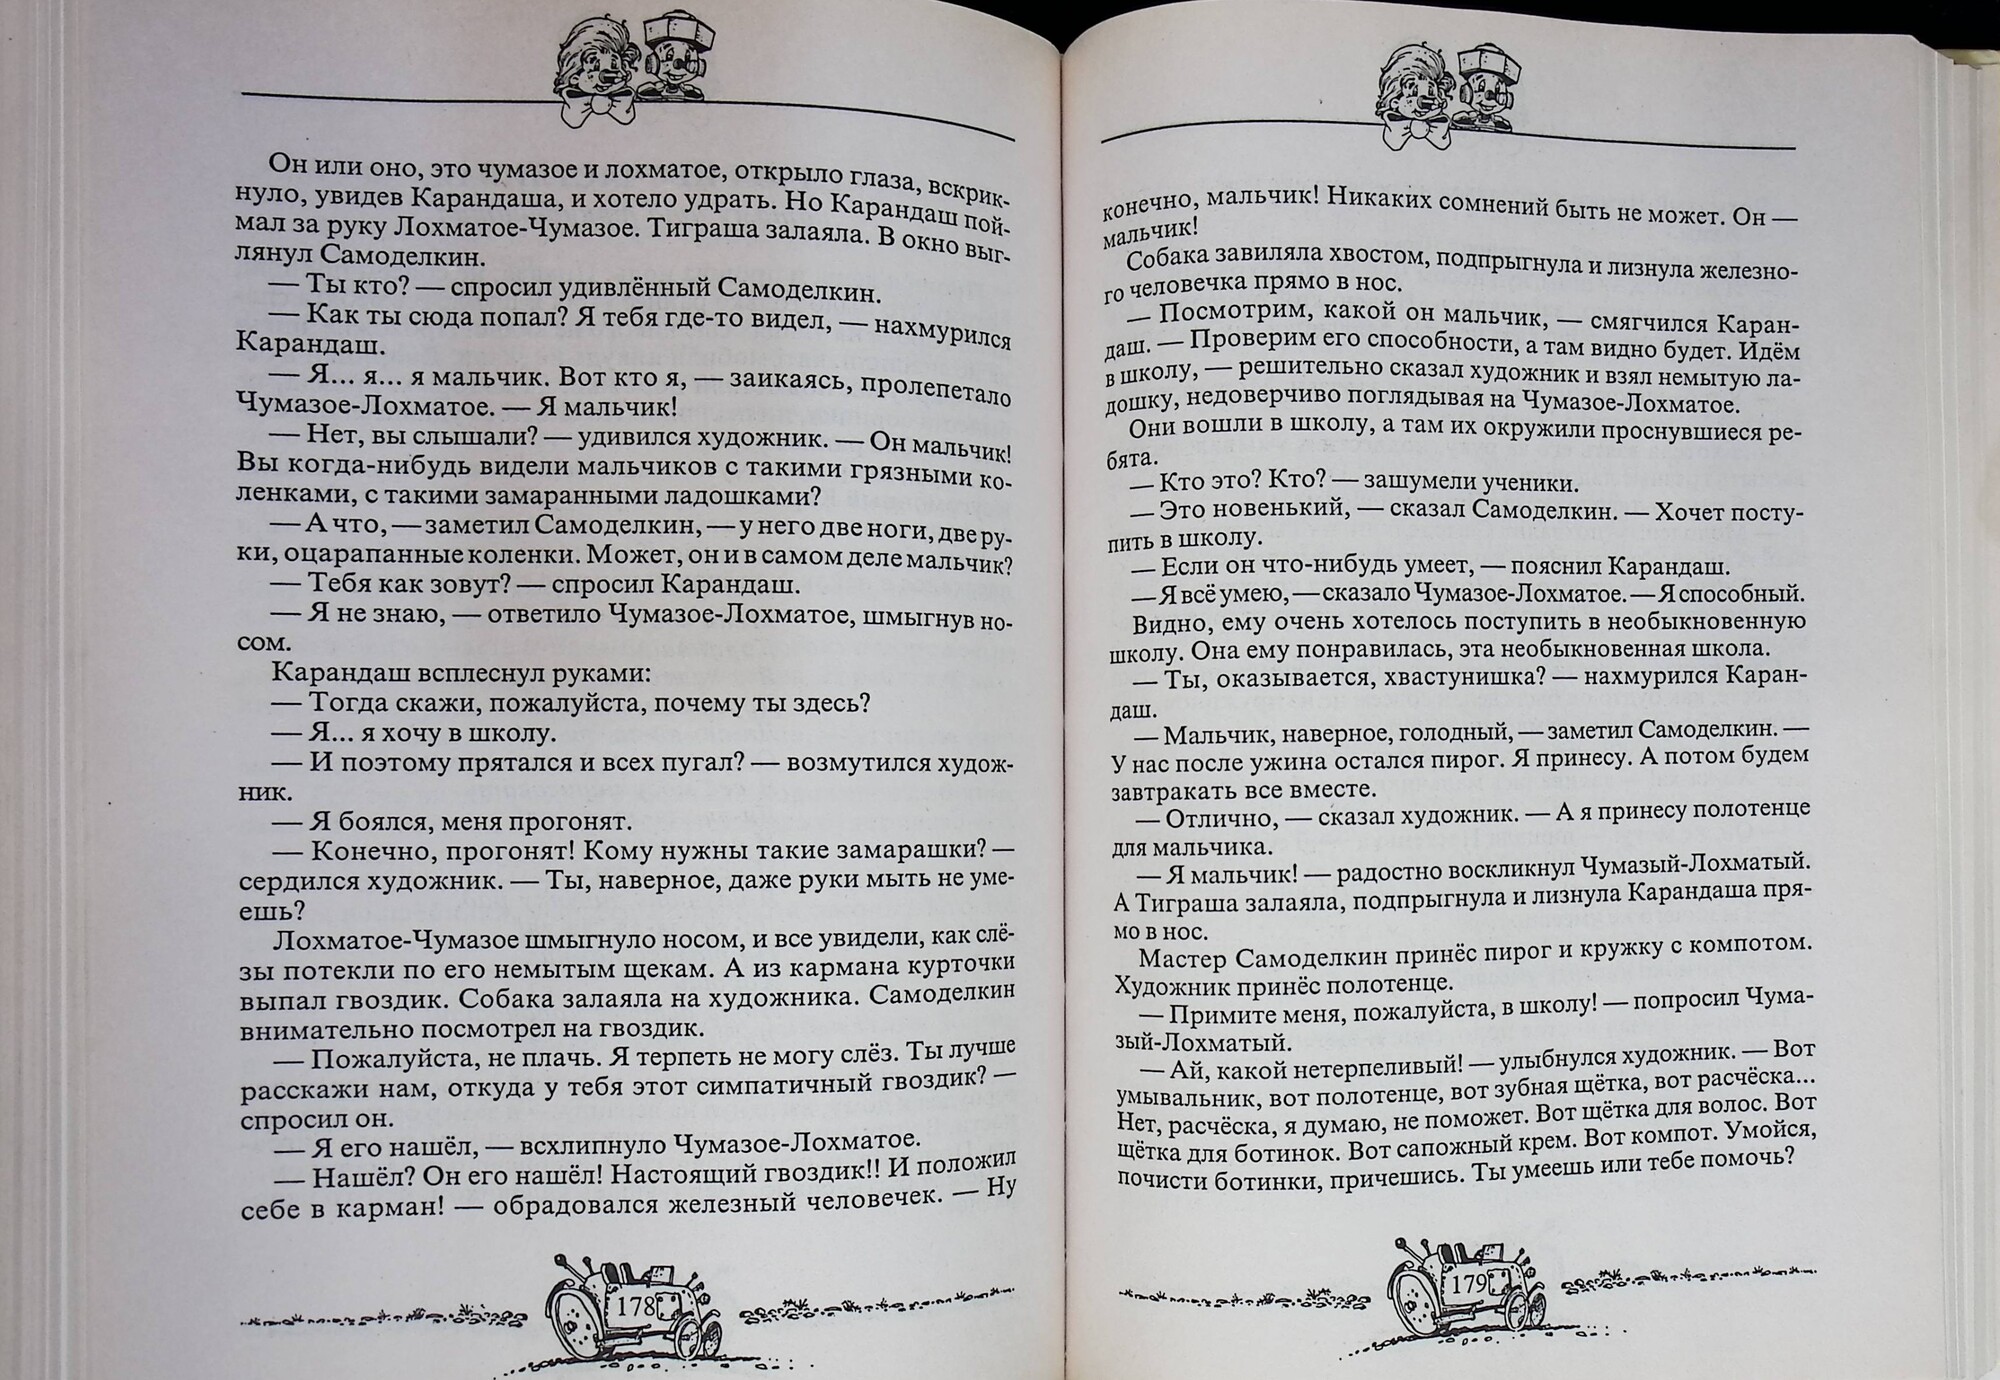 Он или оно, это чумазое и лохматое, открыло глаза, вскрик-
нуло, увидев Карандаша, и хотело удрать. Но Карандаш пой-
мал за руку Лохматое-Чумазое. Тиграша залаяла. В окно выг-
лянул Самоделкин.
— Ты кто? — спросил удивлённый Самоделкин.
— Как ты сюда попал? Я тебя где-то видел, — нахмурился
Карандаш.
— Я... я... я мальчик. Вот кто я, — заикаясь, пролепетало
Чумазое-Лохматое. — Я мальчик!
— Нет, вы слышали? — удивился художник. — Он мальчик!
Вы когда-нибудь видели мальчиков с такими грязными ко-
ленками, с такими замаранными ладошками?
— А что, — заметил Самоделкин, — у него две ноги, две ру-
ки, оцарапанные коленки. Может, он и в самом деле мальчик?
— Тебя как зовут? — спросил Карандаш.
— Я не знаю, — ответило Чумазое-Лохматое, шмыгнув но-
сом.
Карандаш всплеснул руками:
— Тогда скажи, пожалуйста, почему ты здесь?
— Я... я хочу в школу.
— И поэтому прятался и всех пугал? — возмутился худож-
ник.
— Я боялся, меня прогонят.
— Конечно, прогонят! Кому нужны такие замарашки? —
сердился художник. — Ты, наверное, даже руки мыть не уме-
ешь?
Лохматое-Чумазое шмыгнуло носом, и все увидели, как слё-
зы потекли по его немытым щекам. А из кармана курточки
выпал гвоздик. Собака залаяла на художника. Самоделкин
внимательно посмотрел на гвоздик.
— Пожалуйста, не плачь. Я терпеть не могу слёз. Ты лучше
расскажи нам, откуда у тебя этот симпатичный гвоздик? —
спросил он.
— Я его нашёл, — всхлипнуло Чумазое-Лохматое.
— Нашёл? Он его нашёл! Настоящий гвоздик!! И положил
себе в карман! — обрадовался железный человечек. — Ну
178
конечно, мальчик! Никаких сомнений быть не может. Он —
мальчик!
Собака завиляла хвостом, подпрыгнула и лизнула железно-
го человечка прямо в нос.
— Посмотрим, какой он мальчик, — смягчился Каран-
даш. — Проверим его способности, а там видно будет. Идём
в школу, — решительно сказал художник и взял немытую ла-
дошку, недоверчиво поглядывая на Чумазое-Лохматое.
Они вошли в школу, а там их окружили проснувшиеся ре-
бята.
— Кто это? Кто? — зашумели ученики.
— Это новенький, — сказал Самоделкин. — Хочет посту-
пить в школу.
— Если он что-нибудь умеет, — пояснил Карандаш.
— Я всё умею, — сказало Чумазое-Лохматое. — Я способный.
Видно, ему очень хотелось поступить в необыкновенную
школу. Она ему понравилась, эта необыкновенная школа.
— Ты, оказывается, хвастунишка? — нахмурился Каран-
даш.
— Мальчик, наверное, голодный, — заметил Самоделкин. —
У нас после ужина остался пирог. Я принесу. А потом будем
завтракать все вместе.
— Отлично, — сказал художник. — А я принесу полотенце
для мальчика.
— Я мальчик! — радостно воскликнул Чумазый-Лохматый.
А Тиграша залаяла, подпрыгнула и лизнула Карандаша пря-
мо в нос.
Мастер Самоделкин принёс пирог и кружку с компотом.
Художник принёс полотенце.
— Примите меня, пожалуйста, в школу! — попросил Чума-
зый-Лохматый.
— Ай, какой нетерпеливый! — улыбнулся художник. — Вот
умывальник, вот полотенце, вот зубная щётка, вот расчёска...
Нет, расчёска, я думаю, не поможет. Вот щётка для волос. Вот
щётка для ботинок. Вот сапожный крем. Вот компот. Умойся,
почисти ботинки, причешись. Ты умеешь или тебе помочь?
179